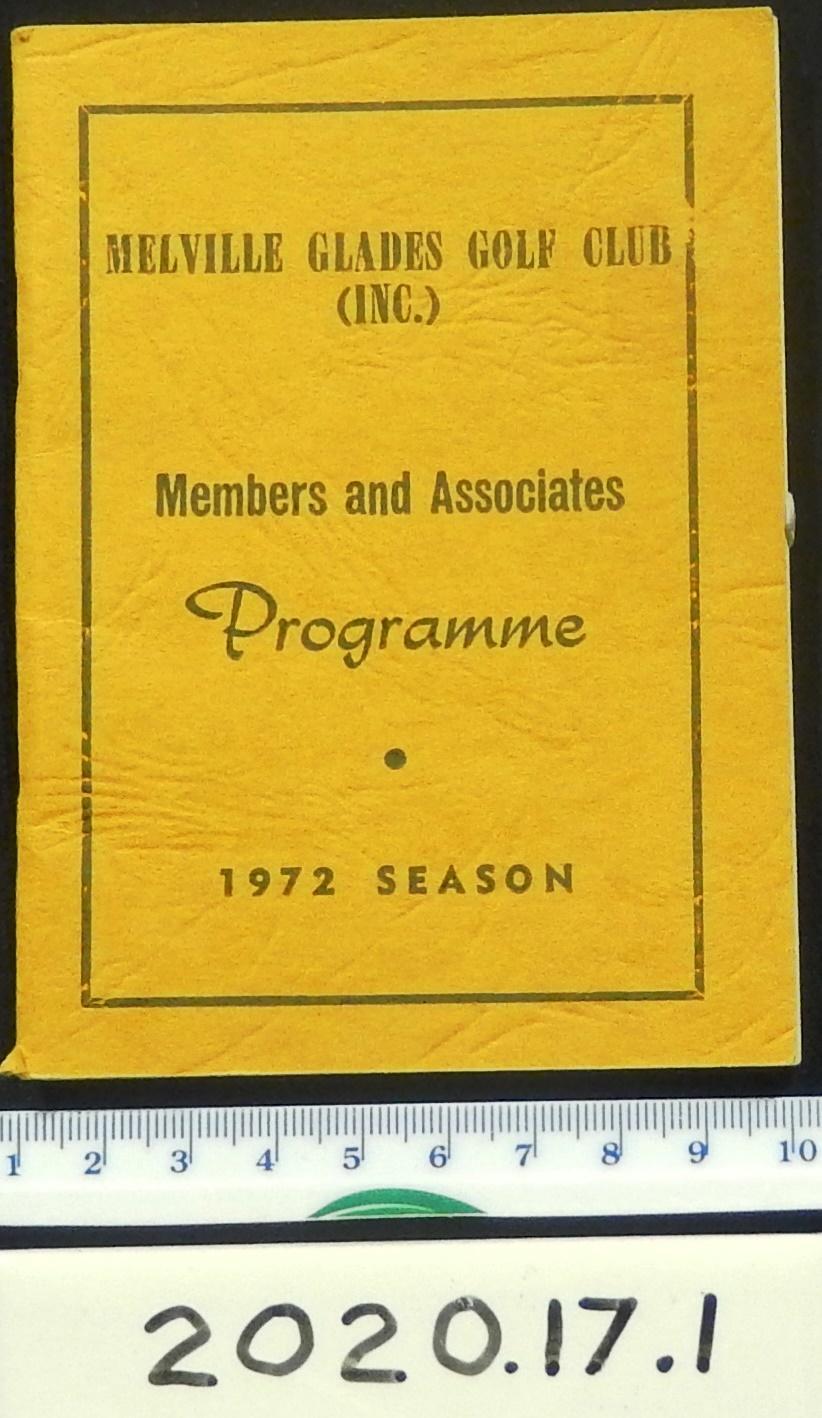 MELVILLE GLADES GOLF CLUB
(INC.)
Members and Associates
Programme
1972 SEASON
1 2 3 4 5 6 7 8 9 10
2020.17.1